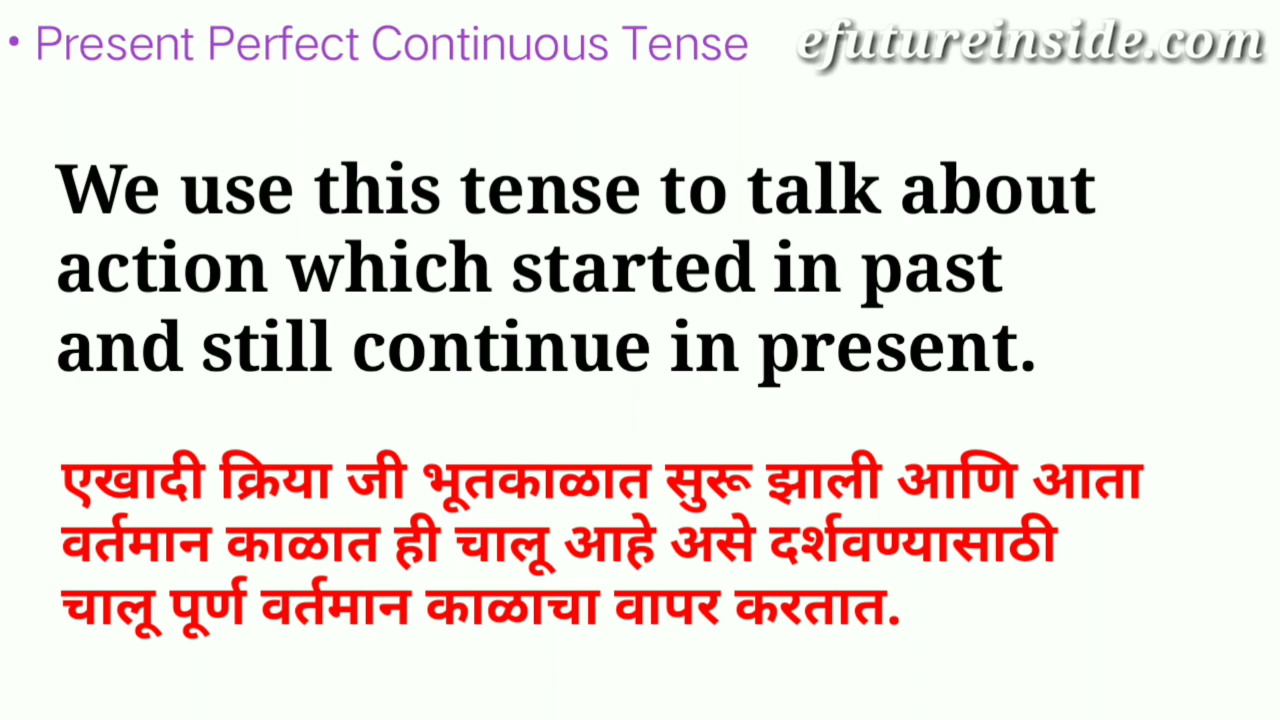 • Present Perfect Continuous Tense
efutureinside.com
We use this tense to talk about
action which started in past
and still continue in present.
एखादी क्रिया जी भूतकाळात सुरू झाली आणि आता
वर्तमान काळात ही चालू आहे असे दर्शवण्यासाठी
चालू पूर्ण वर्तमान काळाचा वापर करतात.